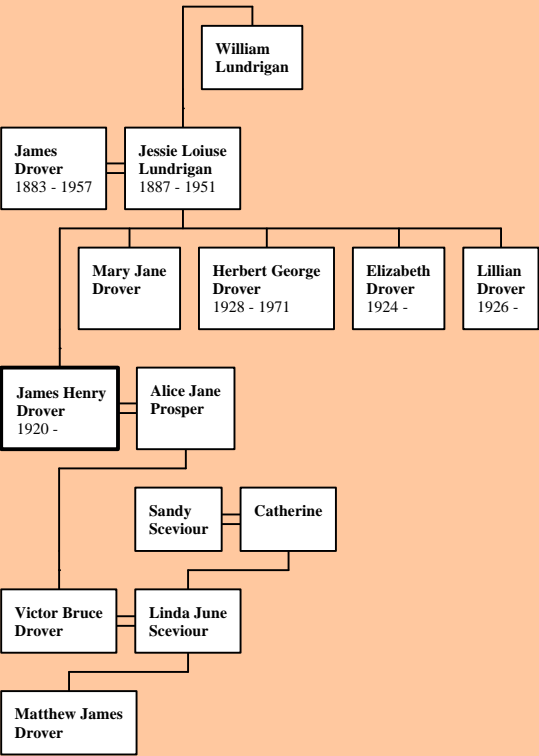 William
Lundrigan
James
Drover
1883 - 1957
Jessie Loiuse
Lundrigan
1887 - 1951
Mary Jane
Drover
Herbert George
Drover
1928 - 1971
Elizabeth
Drover
1924 -
Lillian
Drover
1926 -
James Henry
Drover
1920 -
Alice Jane
Prosper
Sandy
Sceviour
Catherine
Victor Bruce
Drover
Linda June
Sceviour
Matthew James
Drover